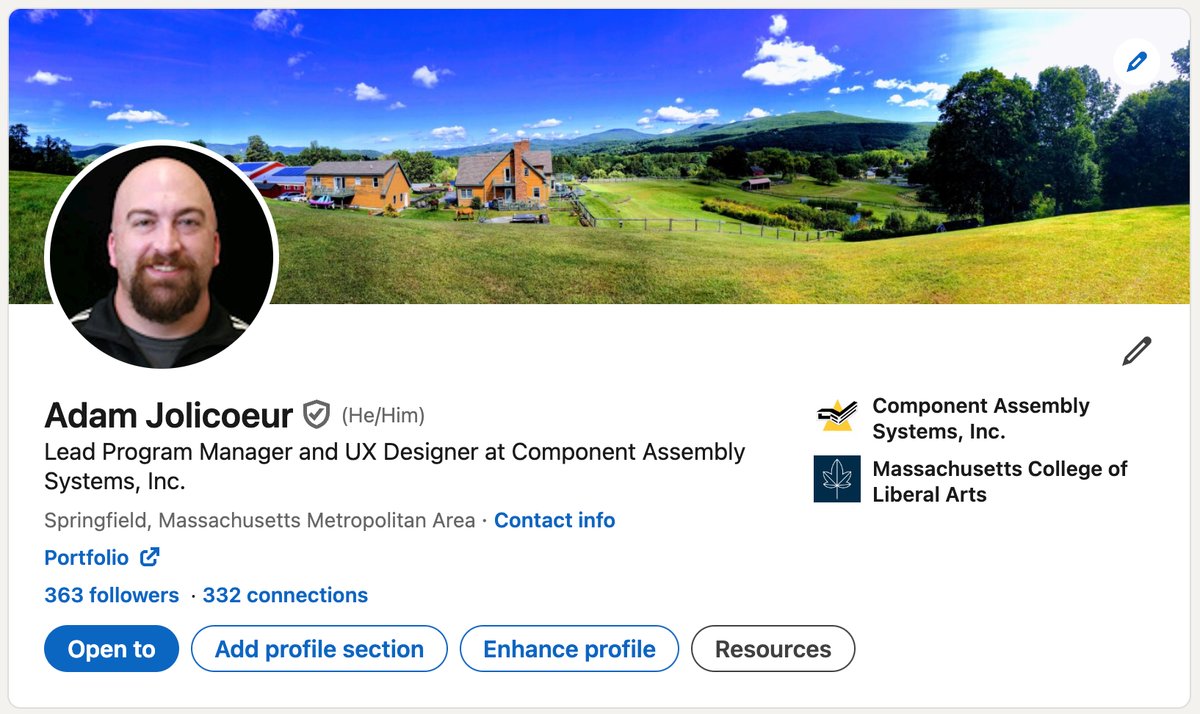 Adam Jolicoeur (He/Him)
Lead Program Manager and UX Designer at Component Assembly
Systems, Inc.
Springfield, Massachusetts Metropolitan Area · Contact info
Portfolio
363 followers · 332 connections
Open to
Add profile section
Enhance profile
Resources
Component Assembly
Systems, Inc.
Massachusetts College of
Liberal Arts